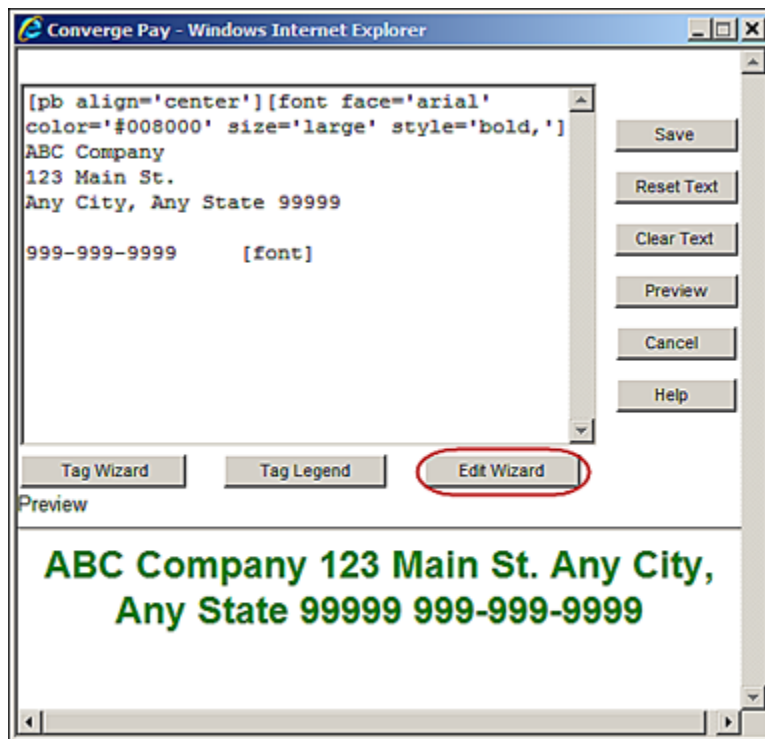 Converge Pay - Windows Internet Explorer
[pb align='center'][font face='arial'
color='#008000' size='large' style='bold,']
ABC Company
123 Main St.
Any City, Any State 99999
999-999-9999 [font]
Save
Reset Text
Clear Text
Preview
Cancel
Help
Tag Wizard
Tag Legend
Edit Wizard
Preview
ABC Company 123 Main St. Any City,
Any State 99999 999-999-9999